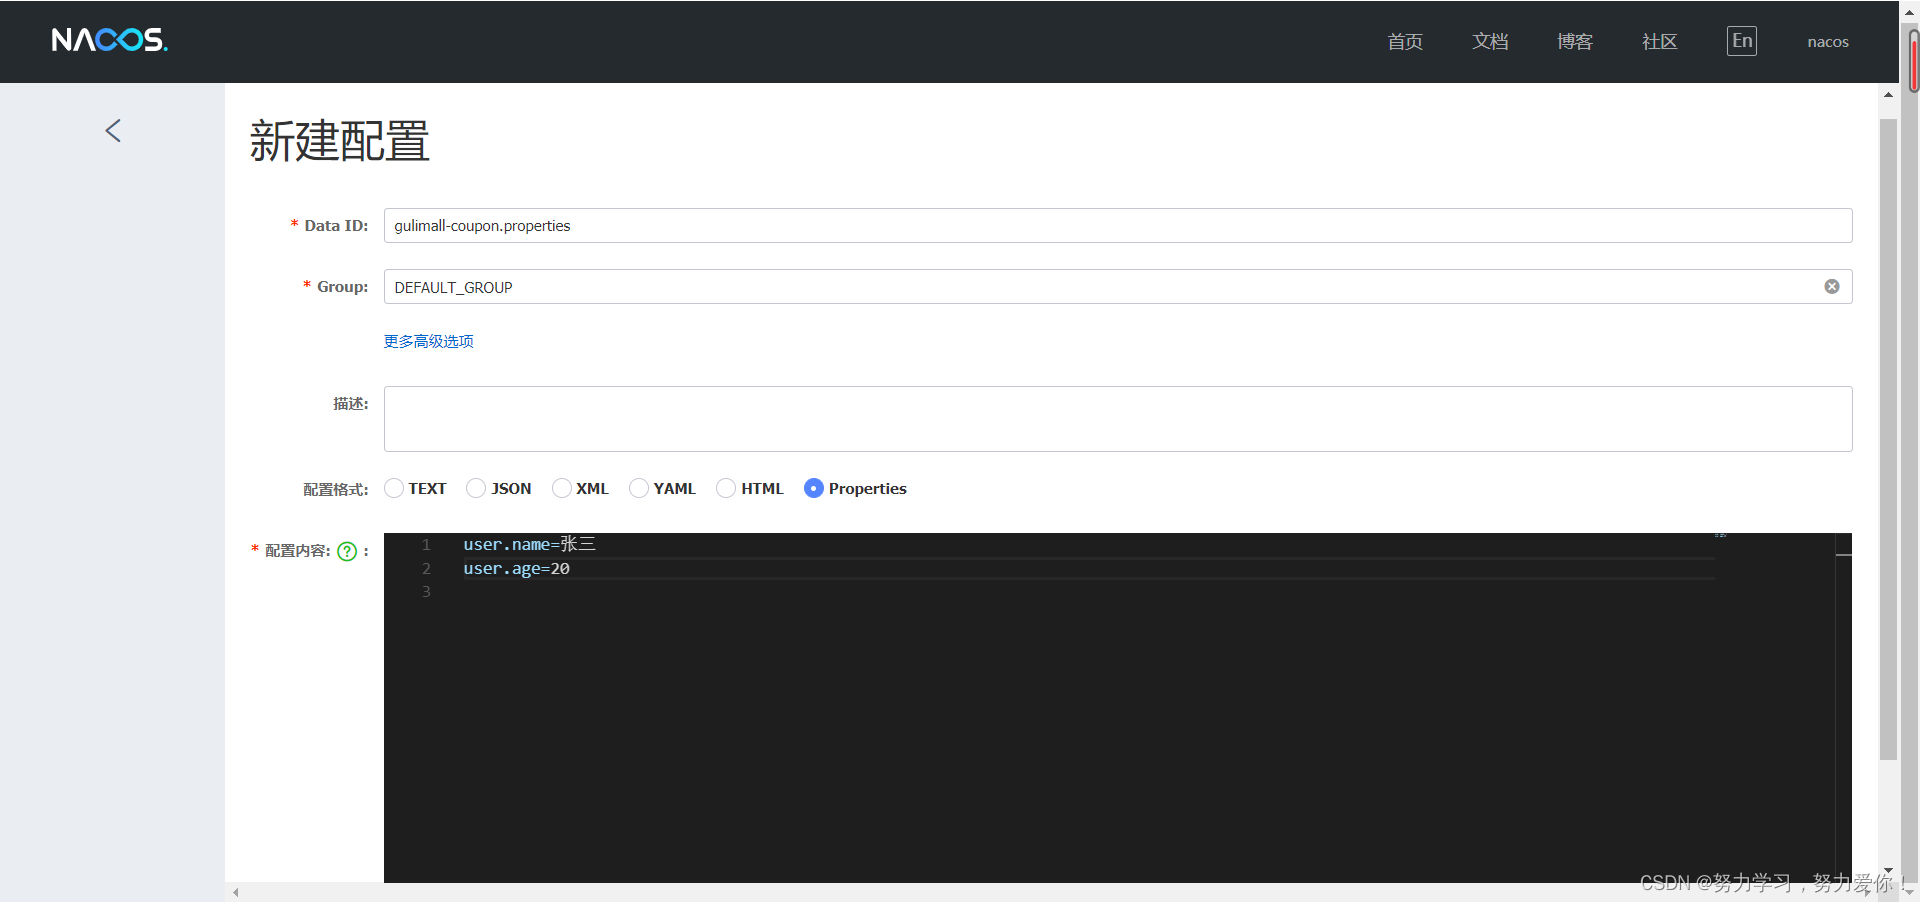 NACOS.
首页 文档 博客 社区 En nacos
新建配置
* Data ID: gulimall-coupon.properties
* Group: DEFAULT_GROUP
更多高级选项
描述:
配置格式: TEXT JSON XML YAML HTML Properties
* 配置内容: ? :
1 user.name=张三
2 user.age=20
3
CSDN @努力学习，努力爱你！